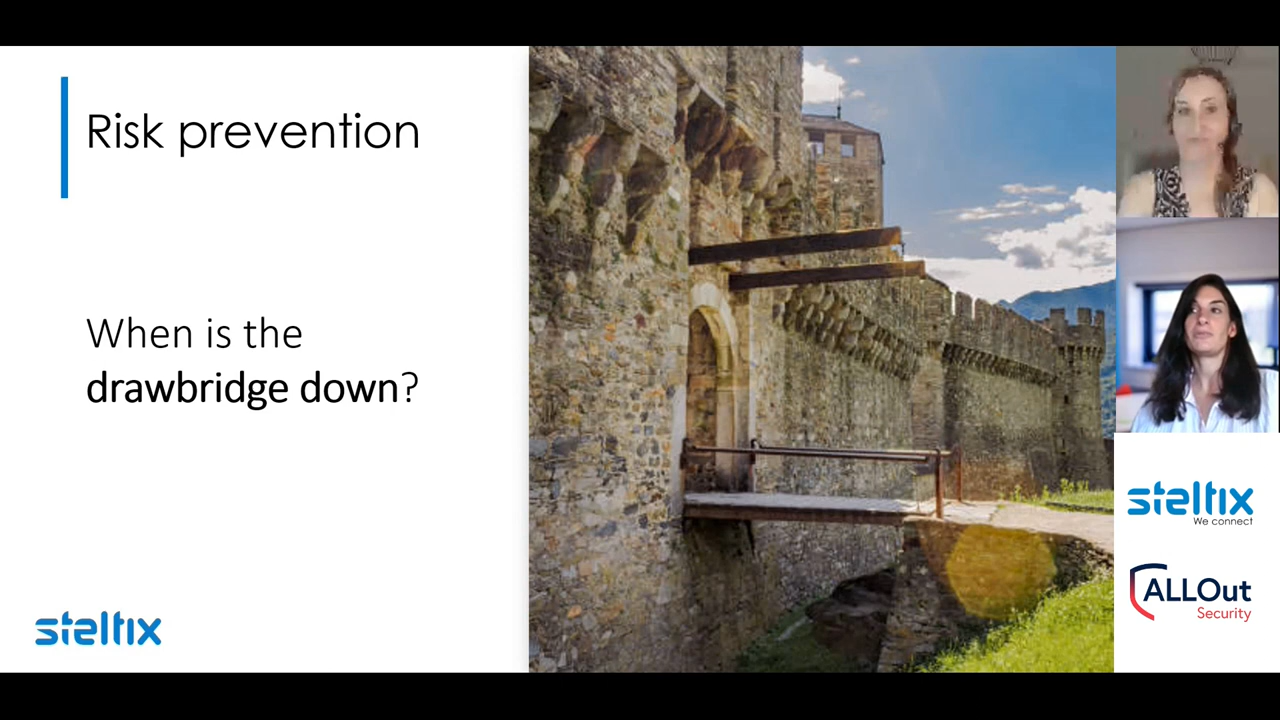 Risk prevention
When is the
drawbridge down?
steltix
steltix
We connect
ALLOut
Security